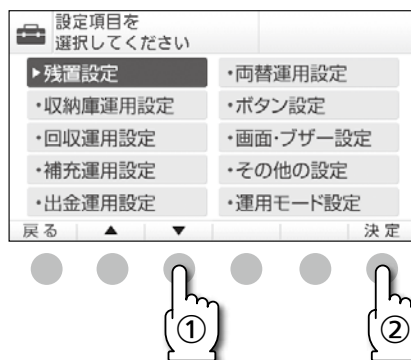 設定項目を
選択してください
▶残置設定
・両替運用設定
・収納庫運用設定
・ボタン設定
・回収運用設定
・画面・ブザー設定
・補充運用設定
・その他の設定
・出金運用設定
・運用モード設定
戻る ▲ ▼ 決定
① ②